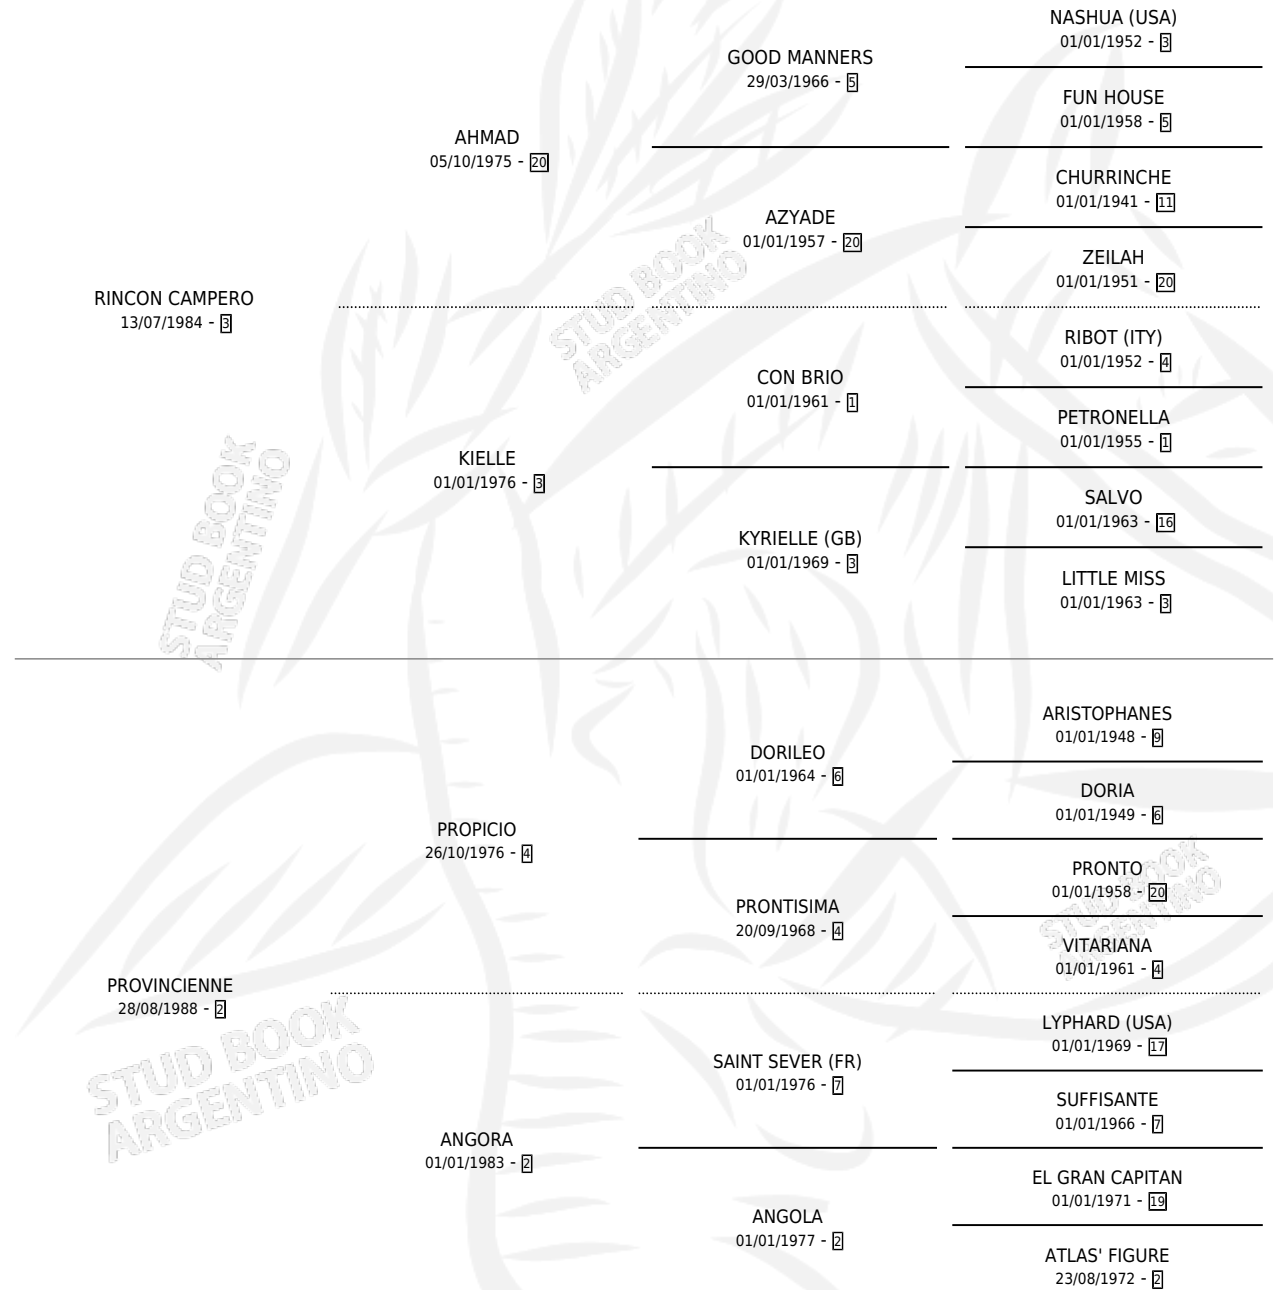 NASHUA (USA)
01/01/1952 - 3
GOOD MANNERS
29/03/1966 - 5
FUN HOUSE
01/01/1958 - 5
AHMAD
05/10/1975 - 20
CHURRINCHE
01/01/1941 - 11
AZYADE
01/01/1957 - 20
ZEILAH
01/01/1951 - 20
RINCON CAMPERO
13/07/1984 - 3
RIBOT (ITY)
01/01/1952 - 4
CON BRIO
01/01/1961 - 1
PETRONELLA
01/01/1955 - 1
KIELLE
01/01/1976 - 3
SALVO
01/01/1963 - 16
KYRIELLE (GB)
01/01/1969 - 3
LITTLE MISS
01/01/1963 - 3
STUD BOOK
ARGENTINO
STUD BOOK
ARGENTINO
ARISTOPHANES
01/01/1948 - 9
DORILEO
01/01/1964 - 6
DORIA
01/01/1949 - 6
PROPICIO
26/10/1976 - 4
PRONTO
01/01/1958 - 20
PRONTISIMA
20/09/1968 - 4
VITARIANA
01/01/1961 - 4
STUD BOOK
ARGENTINO
PROVINCIENNE
28/08/1988 - 2
LYPHARD (USA)
01/01/1969 - 17
SAINT SEVER (FR)
01/01/1976 - 7
SUFFISANTE
01/01/1966 - 7
STUD BOOK
ARGENTINO
ANGORA
01/01/1983 - 2
EL GRAN CAPITAN
01/01/1971 - 19
ANGOLA
01/01/1977 - 2
ATLAS' FIGURE
23/08/1972 - 2